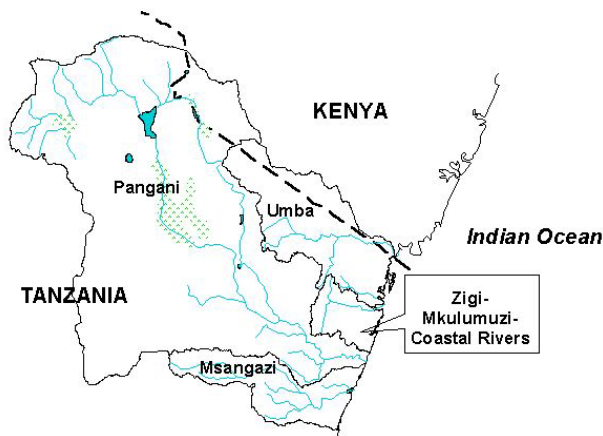 KENYA
Pangani
Umba
Indian Ocean
TANZANIA
Zigi-
Mkulumuzi-
Coastal Rivers
Msangazi